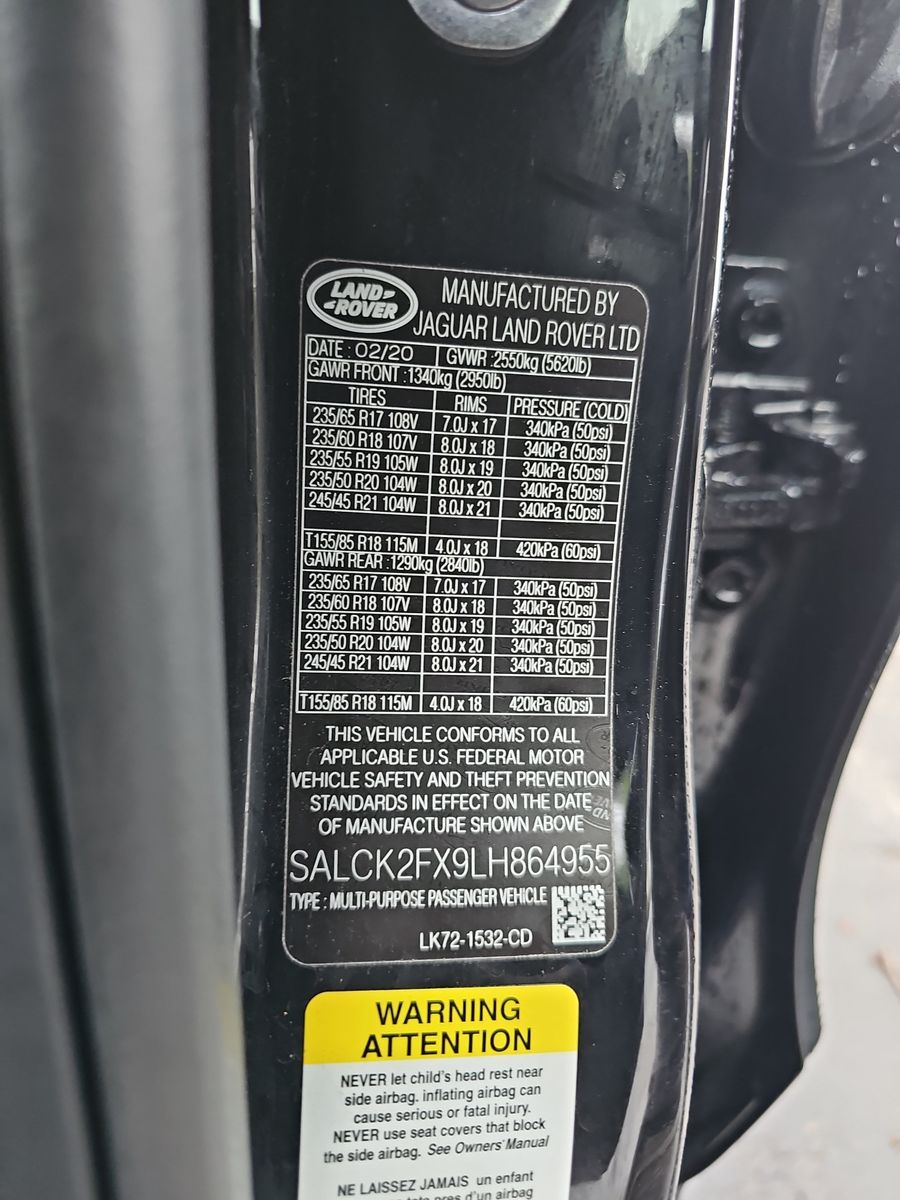 LAND ROVER
MANUFACTURED BY
JAGUAR LAND ROVER LTD
DATE : 02/20 GVWR : 2550kg (5620lb)
GAWR FRONT : 1340kg (2950lb)
TIRES RIMS PRESSURE (COLD)
235/65 R17 108V 7.0J x 17 340kPa (50psi)
235/60 R18 107V 8.0J x 18 340kPa (50psi)
235/55 R19 105W 8.0J x 19 340kPa (50psi)
235/50 R20 104W 8.0J x 20 340kPa (50psi)
245/45 R21 104W 8.0J x 21 340kPa (50psi)
T155/85 R18 115M 4.0J x 18 420kPa (60psi)
GAWR REAR : 1290kg (2840lb)
235/65 R17 108V 7.0J x 17 340kPa (50psi)
235/60 R18 107V 8.0J x 18 340kPa (50psi)
235/55 R19 105W 8.0J x 19 340kPa (50psi)
235/50 R20 104W 8.0J x 20 340kPa (50psi)
245/45 R21 104W 8.0J x 21 340kPa (50psi)
T155/85 R18 115M 4.0J x 18 420kPa (60psi)
THIS VEHICLE CONFORMS TO ALL
APPLICABLE U.S. FEDERAL MOTOR
VEHICLE SAFETY AND THEFT PREVENTION
STANDARDS IN EFFECT ON THE DATE
OF MANUFACTURE SHOWN ABOVE
SALCK2FX9LH864955
TYPE : MULTI-PURPOSE PASSENGER VEHICLE
LK72-1532-CD
WARNING
ATTENTION
NEVER let child's head rest near
side airbag. inflating airbag can
cause serious or fatal injury.
NEVER use seat covers that block
the side airbag. See Owners' Manual
NE LAISSEZ JAMAIS un enfant
pres d'un airbag